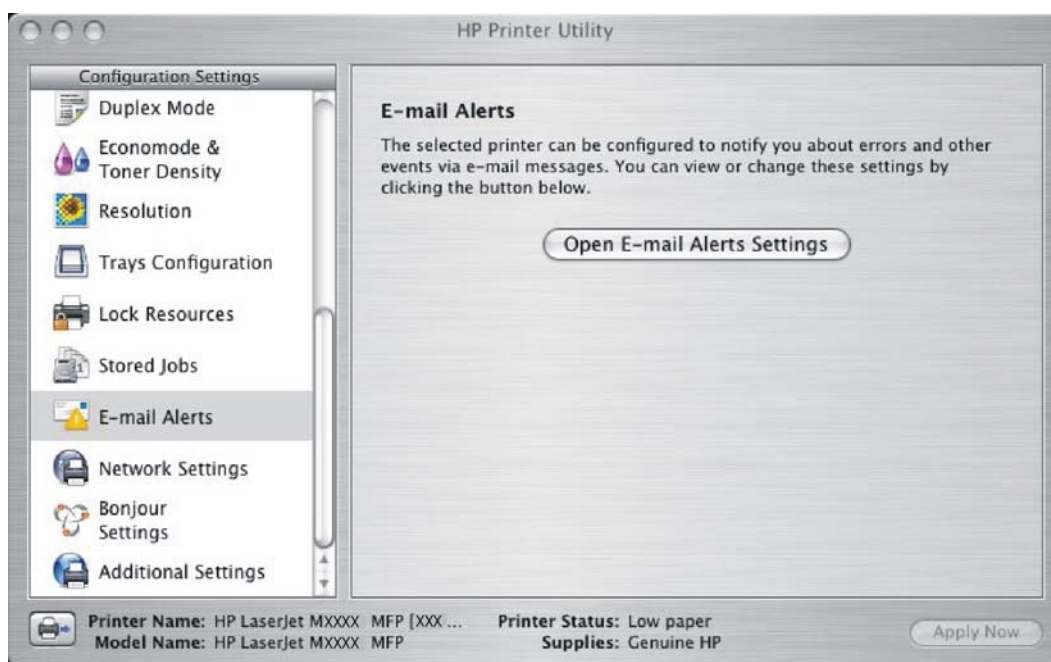 HP Printer Utility
Configuration Settings
Duplex Mode
Economode &
Toner Density
Resolution
Trays Configuration
Lock Resources
Stored Jobs
E-mail Alerts
Network Settings
Bonjour
Settings
Additional Settings
E-mail Alerts
The selected printer can be configured to notify you about errors and other
events via e-mail messages. You can view or change these settings by
clicking the button below.
Open E-mail Alerts Settings
Printer Name: HP LaserJet MXXXX MFP [XXX ...
Model Name: HP LaserJet MXXXX MFP
Printer Status: Low paper
Supplies: Genuine HP
Apply Now